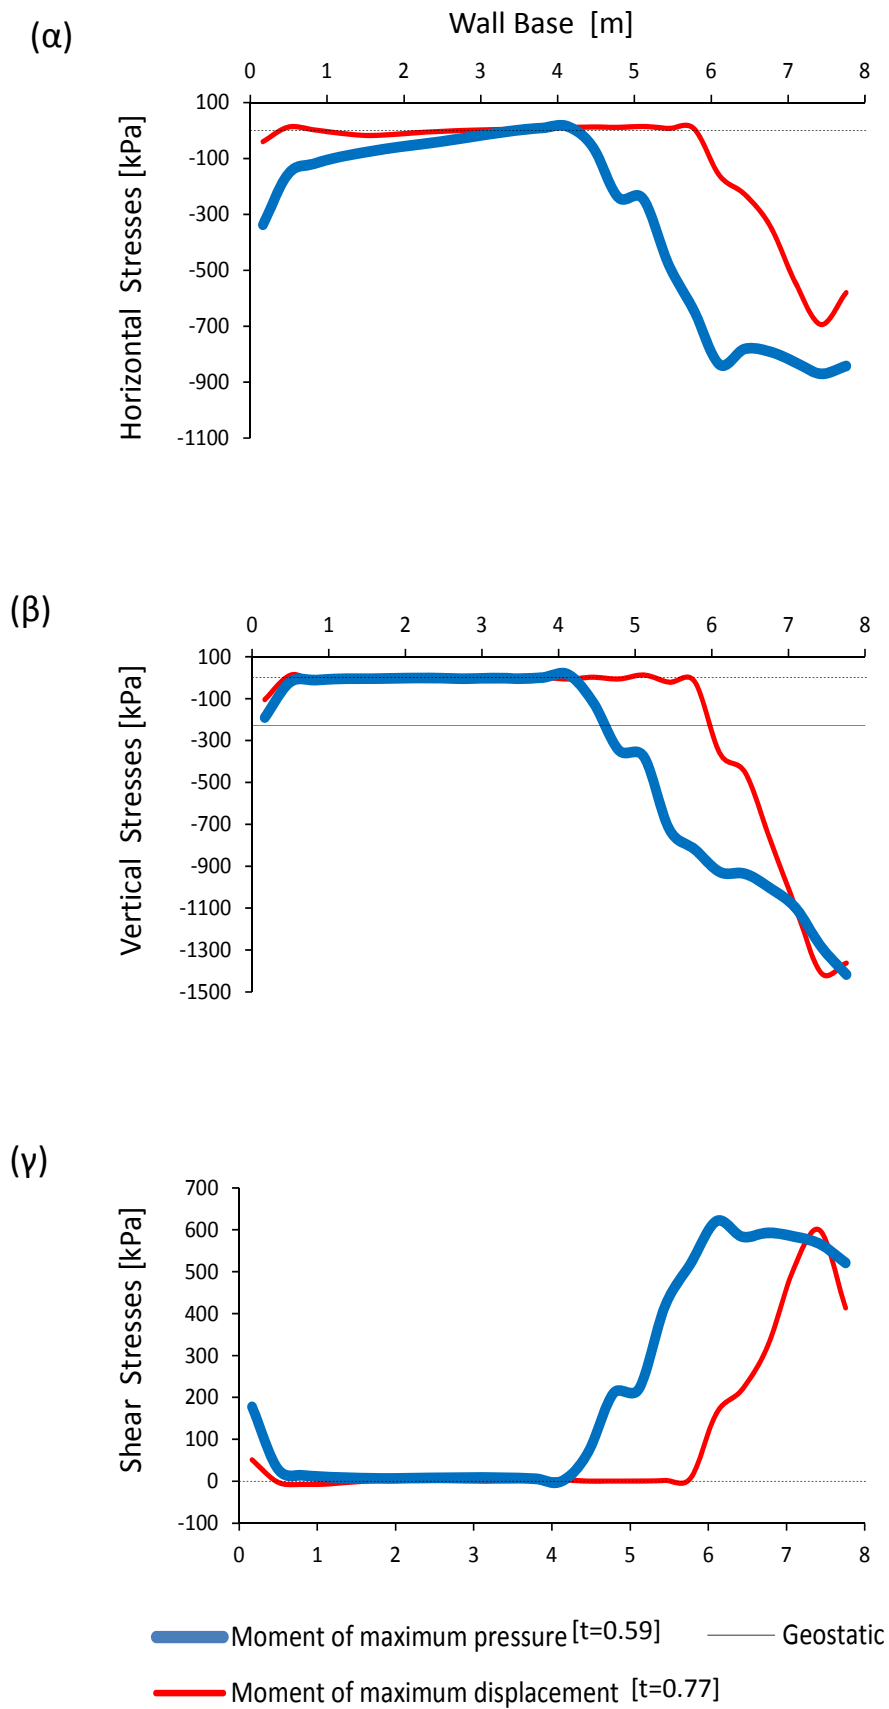 (α)
Wall Base [m]
0 1 2 3 4 5 6 7 8
Horizontal Stresses [kPa]
100
-100
-300
-500
-700
-900
-1100
(β)
0 1 2 3 4 5 6 7 8
Vertical Stresses [kPa]
100
-100
-300
-500
-700
-900
-1100
-1300
-1500
(γ)
Shear Stresses [kPa]
700
600
500
400
300
200
100
0
-100
0 1 2 3 4 5 6 7 8
Moment of maximum pressure [t=0.59]
Geostatic
Moment of maximum displacement [t=0.77]